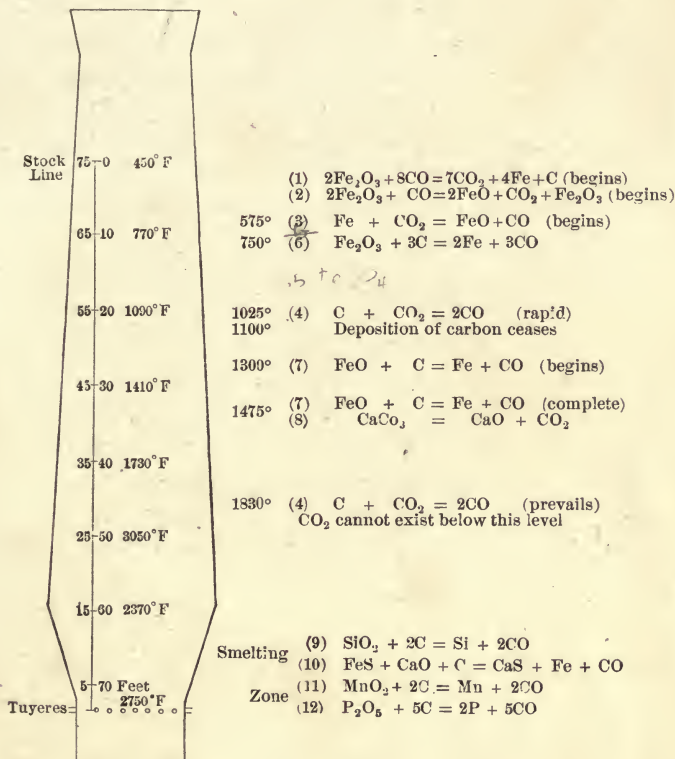 Stock Line 75-0 450° F
(1) 2Fe₂O₃ + 8CO = 7CO₂ + 4Fe + C (begins)
(2) 2Fe₂O₃ + CO = 2FeO + CO₂ + Fe₂O₃ (begins)
575° (3) Fe + CO₂ = FeO + CO (begins)
65-10 770° F
750° (6) Fe₂O₃ + 3C = 2Fe + 3CO
55-20 1090° F
1025° (4) C + CO₂ = 2CO (rapid)
1100° Deposition of carbon ceases
1300° (7) FeO + C = Fe + CO (begins)
45-30 1410° F
1475° (7) FeO + C = Fe + CO (complete)
(8) CaCo₃ = CaO + CO₂
35-40 1730° F
1830° (4) C + CO₂ = 2CO (prevails)
CO₂ cannot exist below this level
25-50 3050° F
15-60 2370° F
Smelting Zone
(9) SiO₂ + 2C = Si + 2CO
(10) FeS + CaO + C = CaS + Fe + CO
(11) MnO₂ + 2C = Mn + 2CO
(12) P₂O₅ + 5C = 2P + 5CO
5-70 Feet
2750° F
Tuyeres